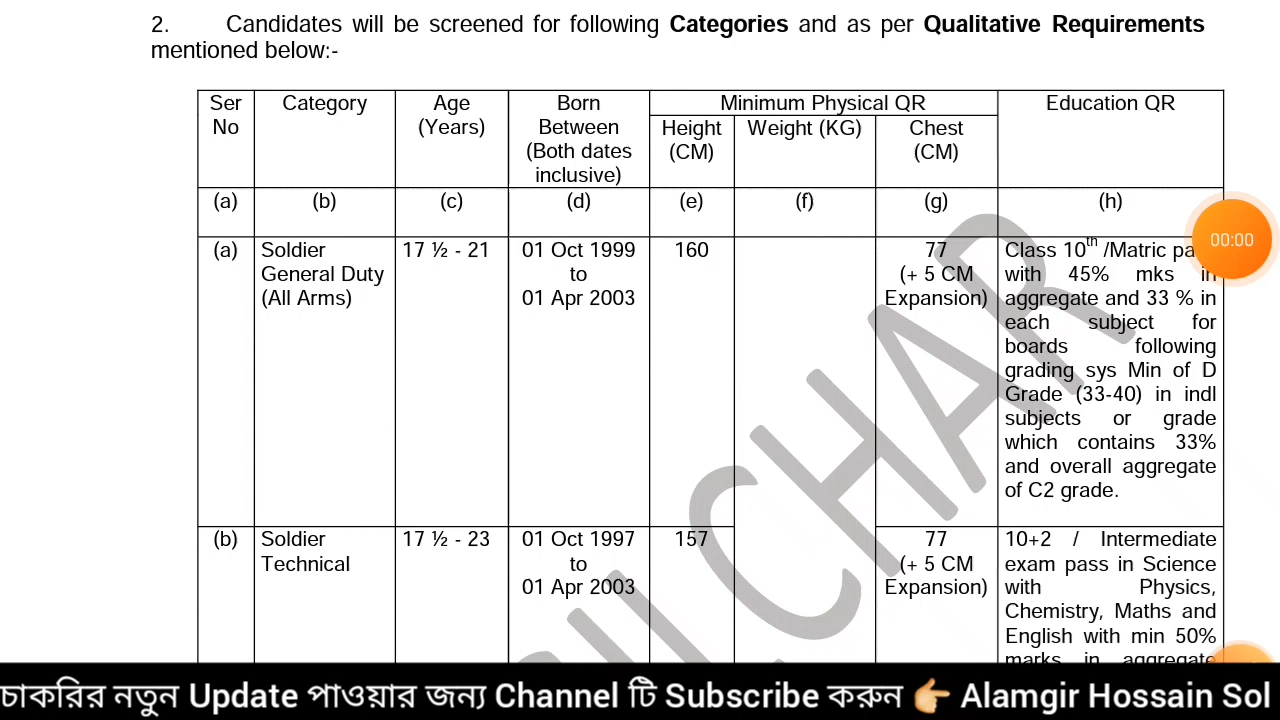 2. Candidates will be screened for following Categories and as per Qualitative Requirements
mentioned below:-
Ser No
Category
Age (Years)
Born Between (Both dates inclusive)
Minimum Physical QR
Education QR
Height (CM)
Weight (KG)
Chest (CM)
(a) (b) (c) (d) (e) (f) (g) (h)
(a)
Soldier
General Duty
(All Arms)
17 ½ - 21
01 Oct 1999
to
01 Apr 2003
160
77
(+ 5 CM
Expansion)
Class 10th /Matric
with 45% mks in
aggregate and 33 % in
each subject for
boards following
grading sys Min of D
Grade (33-40) in indl
subjects or grade
which contains 33%
and overall aggregate
of C2 grade.
(b)
Soldier
Technical
17 ½ - 23
01 Oct 1997
to
01 Apr 2003
157
77
(+ 5 CM
Expansion)
10+2 / Intermediate
exam pass in Science
with Physics,
Chemistry, Maths and
English with min 50%
marks in aggregate
00:00
চাকরির নতুন Update পাওয়ার জন্য Channel টি Subscribe করুন 👉 Alamgir Hossain Sol